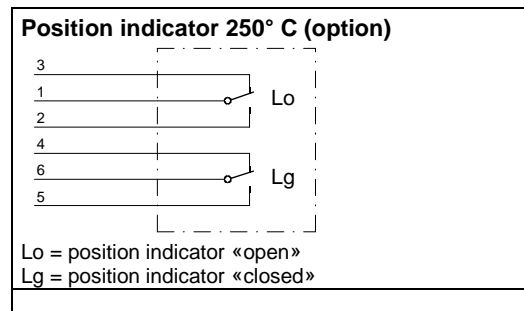 Position indicator 250° C (option)
3
1
Lo
2
4
6
Lg
5
Lo = position indicator «open»
Lg = position indicator «closed»